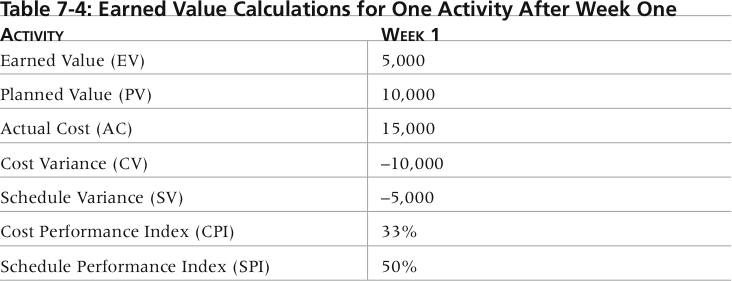 Table 7-4: Earned Value Calculations for One Activity After Week One
ACTIVITY WEEK 1
Earned Value (EV) 5,000
Planned Value (PV) 10,000
Actual Cost (AC) 15,000
Cost Variance (CV) –10,000
Schedule Variance (SV) –5,000
Cost Performance Index (CPI) 33%
Schedule Performance Index (SPI) 50%